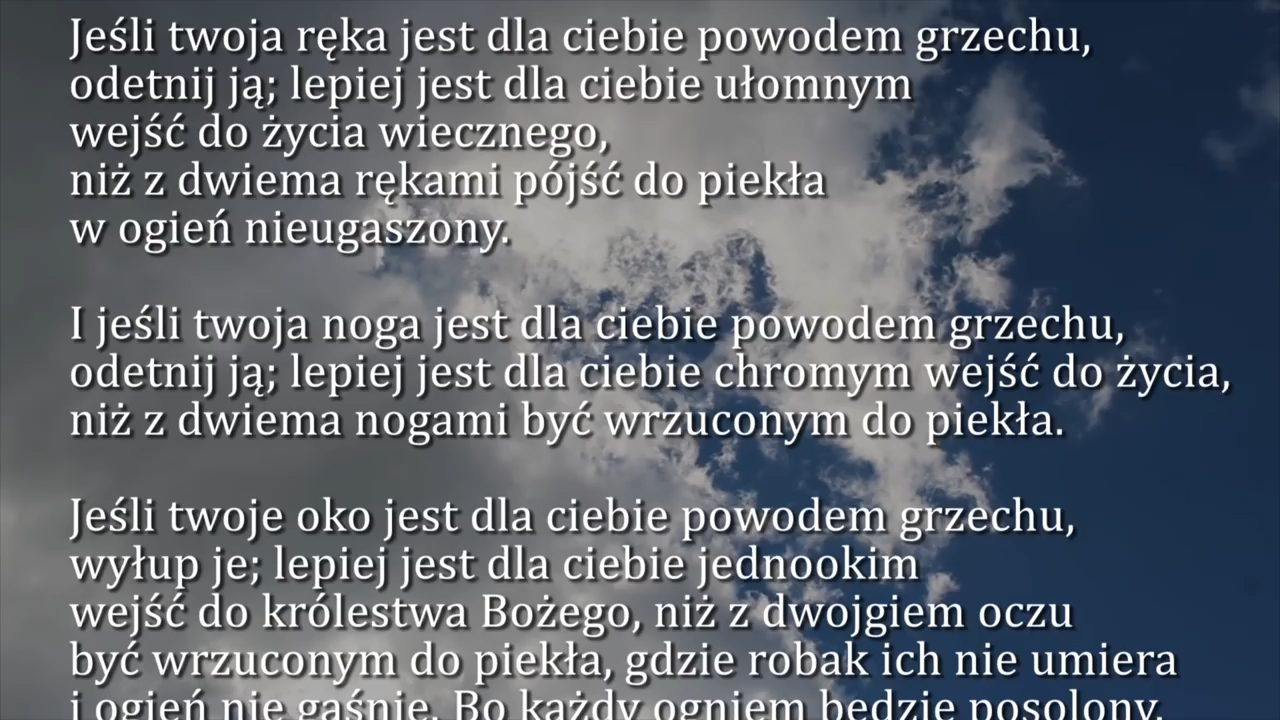 Jeśli twoja ręka jest dla ciebie powodem grzechu,
odetnij ją; lepiej jest dla ciebie ułomnym
wejść do życia wiecznego,
niż z dwiema rękami pójść do piekła
w ogień nieugaszony.
I jeśli twoja noga jest dla ciebie powodem grzechu,
odetnij ją; lepiej jest dla ciebie chromym wejść do życia,
niż z dwiema nogami być wrzuconym do piekła.
Jeśli twoje oko jest dla ciebie powodem grzechu,
wyłup je; lepiej jest dla ciebie jednookim
wejść do królestwa Bożego, niż z dwojgiem oczu
być wrzuconym do piekła, gdzie robak ich nie umiera
i ogień nie gaśnie. Bo każdy ogniem będzie posolony.